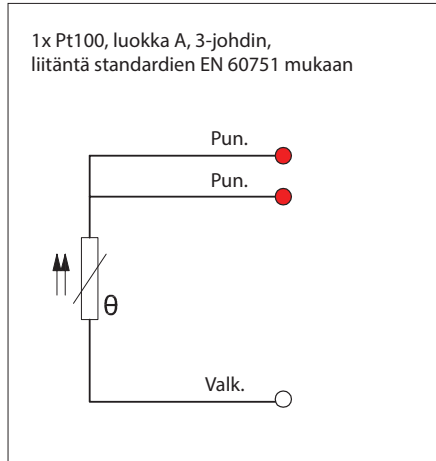 1x Pt100, luokka A, 3-johdin,
liitäntä standardien EN 60751 mukaan
Pun.
Pun.
θ
Valk.